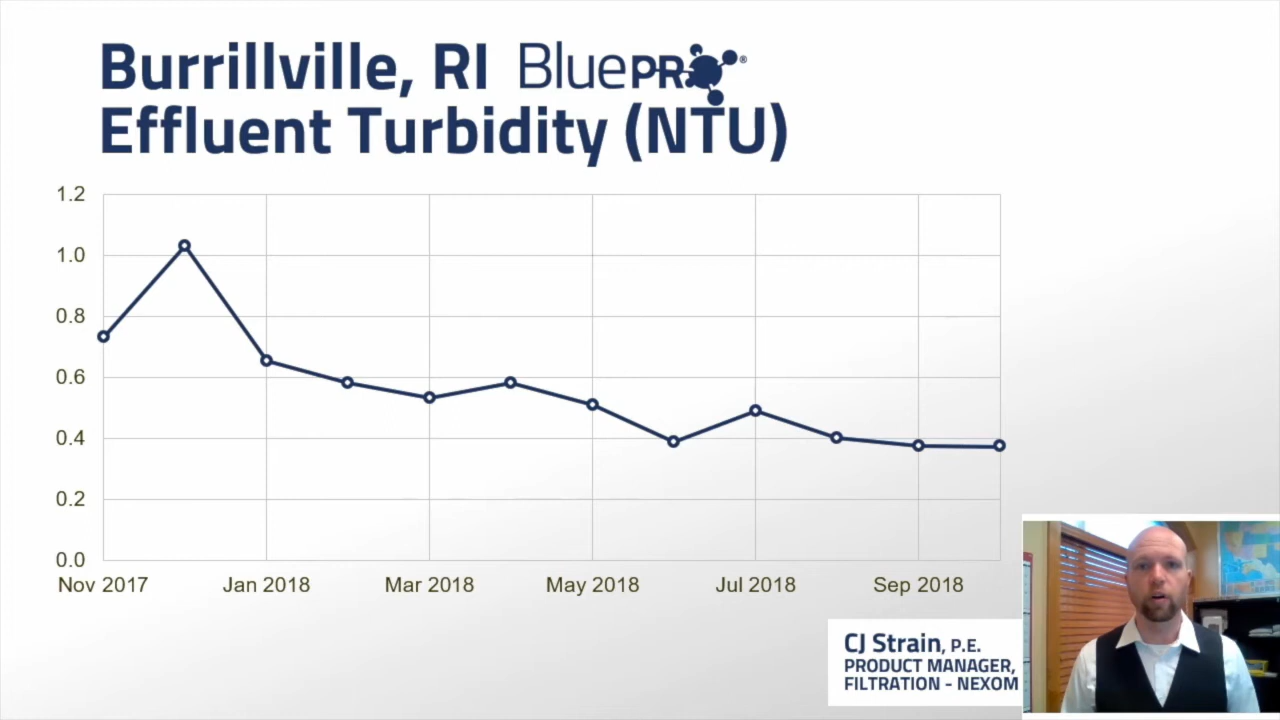 Burrillville, RI BluePRO®
Effluent Turbidity (NTU)
1.2
1.0
0.8
0.6
0.4
0.2
0.0
Nov 2017 Jan 2018 Mar 2018 May 2018 Jul 2018 Sep 2018
CJ Strain, P.E.
PRODUCT MANAGER,
FILTRATION - NEXOM